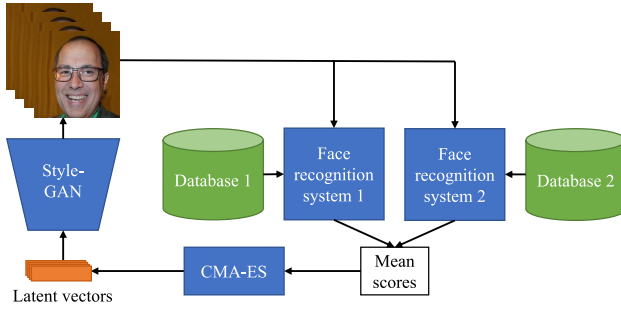 Style-
GAN
Database 1
Face
recognition
system 1
Face
recognition
system 2
Database 2
Latent vectors
CMA-ES
Mean
scores